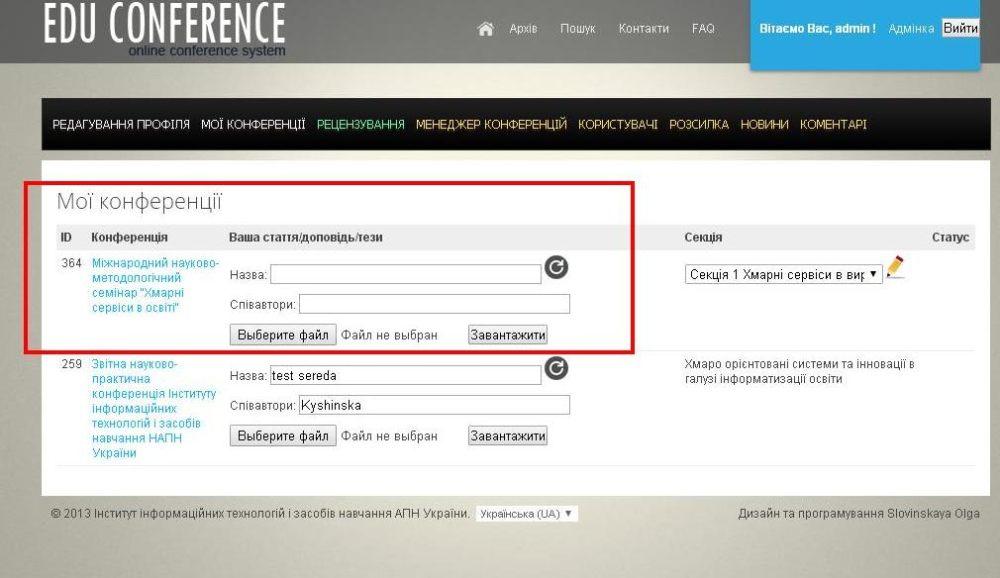 EDU CONFERENCE
online conference system
Архів Пошук Контакти FAQ
Вітаємо Вас, admin ! Адмінка Выйти
РЕДАГУВАННЯ ПРОФІЛЯ МОЇ КОНФЕРЕНЦІЇ РЕЦЕНЗУВАННЯ МЕНЕДЖЕР КОНФЕРЕНЦІЙ КОРИСТУВАЧІ РОЗСИЛКА НОВИНИ КОМЕНТАРІ
Мої конференції
ID Конференція Ваша стаття/доповідь/тези Секція Статус
364 Міжнародний науково-
методологічний
семінар "Хмарні
сервіси в освіті"
Назва:
Співавтори:
Выберите файл Файл не выбран Завантажити
Секція 1 Хмарні сервіси в вир
259 Звітна науково-
практична
конференція Інституту
інформаційних
технологій і засобів
навчання НАПН
України
Назва: test sereda
Співавтори: Kyshinska
Выберите файл Файл не выбран Завантажити
Хмаро орієнтовані системи та інновації в
галузі інформатизації освіти
© 2013 Інститут інформаційних технологій і засобів навчання АПН України. Українська (UA)
Дизайн та програмування Slovinskaya Olga